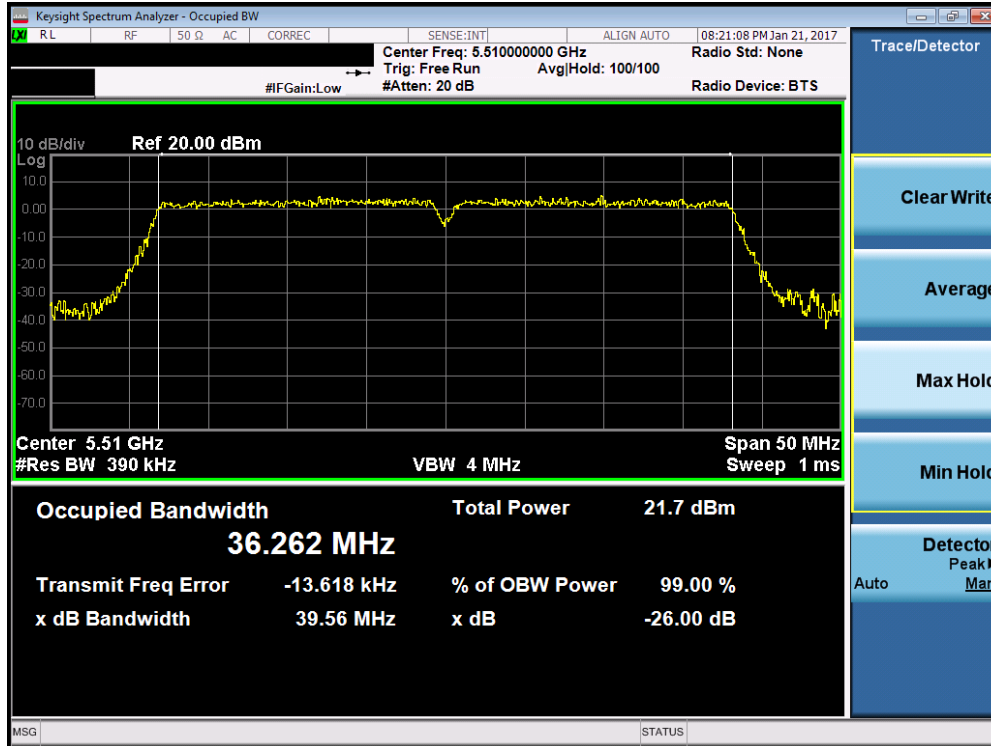 Keysight Spectrum Analyzer - Occupied BW
LXI RL RF 50 Ω AC CORREC SENSE:INT ALIGN AUTO 08:21:08 PM Jan 21, 2017
Center Freq: 5.510000000 GHz Radio Std: None
Trig: Free Run Avg|Hold: 100/100
#IFGain:Low #Atten: 20 dB Radio Device: BTS
10 dB/div Ref 20.00 dBm
Log
10.0
0.00
-10.0
-20.0
-30.0
-40.0
-50.0
-60.0
-70.0
Center 5.51 GHz Span 50 MHz
#Res BW 390 kHz VBW 4 MHz Sweep 1 ms
Occupied Bandwidth Total Power 21.7 dBm
36.262 MHz
Transmit Freq Error -13.618 kHz % of OBW Power 99.00 %
x dB Bandwidth 39.56 MHz x dB -26.00 dB
MSG STATUS
Trace/Detector
Clear Write
Average
Max Hold
Min Hold
Detector
Peak
Auto Man